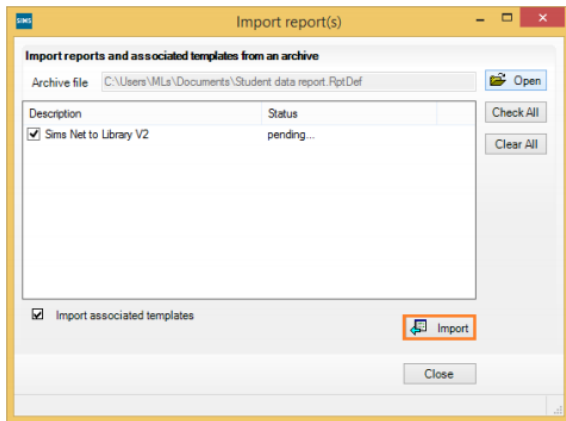 SIMS
Import report(s)
Import reports and associated templates from an archive
Archive file C:\Users\MLs\Documents\Student data report.RptDef
Open
Description Status
Check All
Sims Net to Library V2 pending...
Clear All
Import associated templates
Import
Close